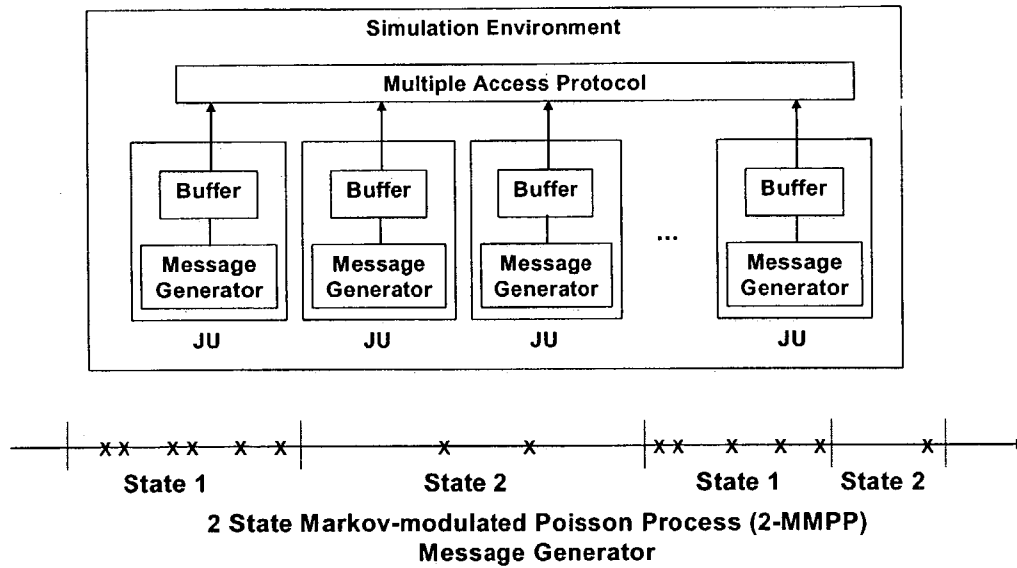 Simulation Environment
Multiple Access Protocol
Buffer Buffer Buffer Buffer
...
Message Generator Message Generator Message Generator Message Generator
JU JU JU JU
X X X X X X X X X X X X X X
State 1 State 2 State 1 State 2
2 State Markov-modulated Poisson Process (2-MMPP)
Message Generator